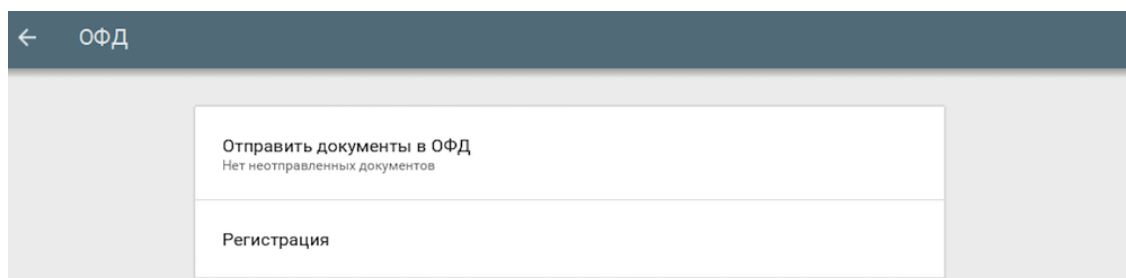 ОФД
Отправить документы в ОФД
Нет неотправленных документов
Регистрация